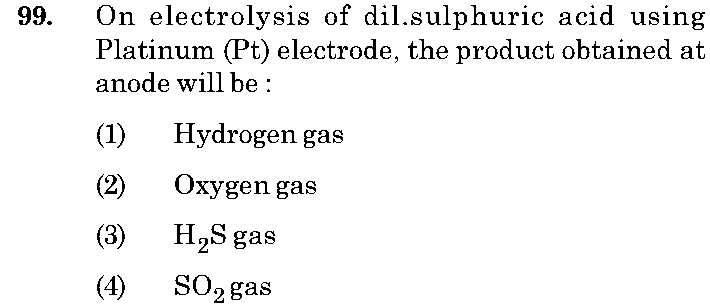 99. On electrolysis of dil.sulphuric acid using
Platinum (Pt) electrode, the product obtained at
anode will be :
(1) Hydrogen gas
(2) Oxygen gas
(3) H₂S gas
(4) SO₂ gas